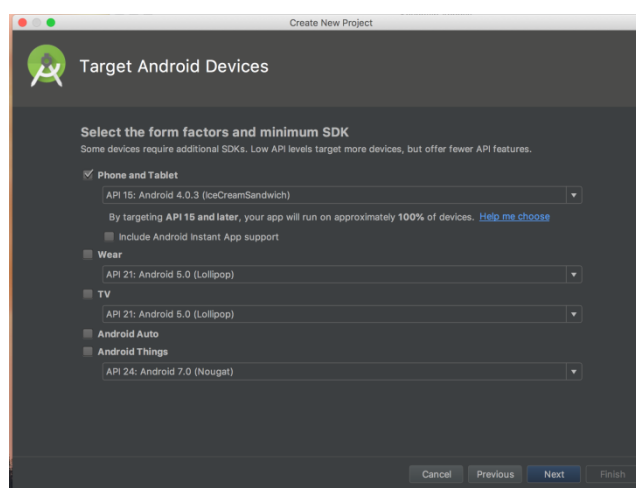 Create New Project
Target Android Devices
Select the form factors and minimum SDK
Some devices require additional SDKs. Low API levels target more devices, but offer fewer API features.
Phone and Tablet
API 15: Android 4.0.3 (IceCreamSandwich)
By targeting API 15 and later, your app will run on approximately 100% of devices. Help me choose
Include Android Instant App support
Wear
API 21: Android 5.0 (Lollipop)
TV
API 21: Android 5.0 (Lollipop)
Android Auto
Android Things
API 24: Android 7.0 (Nougat)
Cancel Previous Next Finish